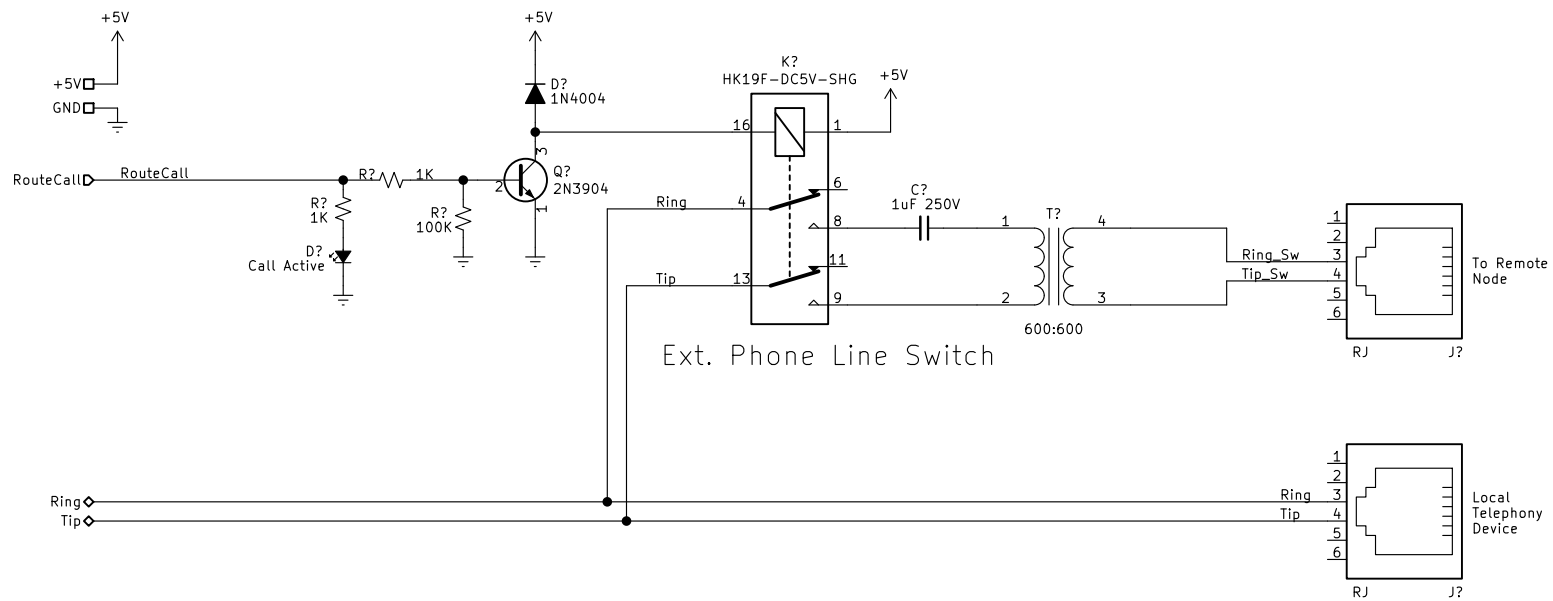 +5V
+5V
GND
RouteCall
RouteCall
R?
1K
R?
1K
D?
Call Active
R?
100K
+5V
D?
1N4004
3
2
1
Q?
2N3904
K?
HK19F-DC5V-SHG
+5V
16
1
6
Ring
4
8
11
Tip
13
9
C?
1uF 250V
T?
1
4
2
3
600:600
Ext. Phone Line Switch
Ring_Sw
Tip_Sw
1
2
3
4
5
6
RJ
J?
To Remote
Node
Ring
Tip
Ring
Tip
1
2
3
4
5
6
RJ
J?
Local
Telephony
Device